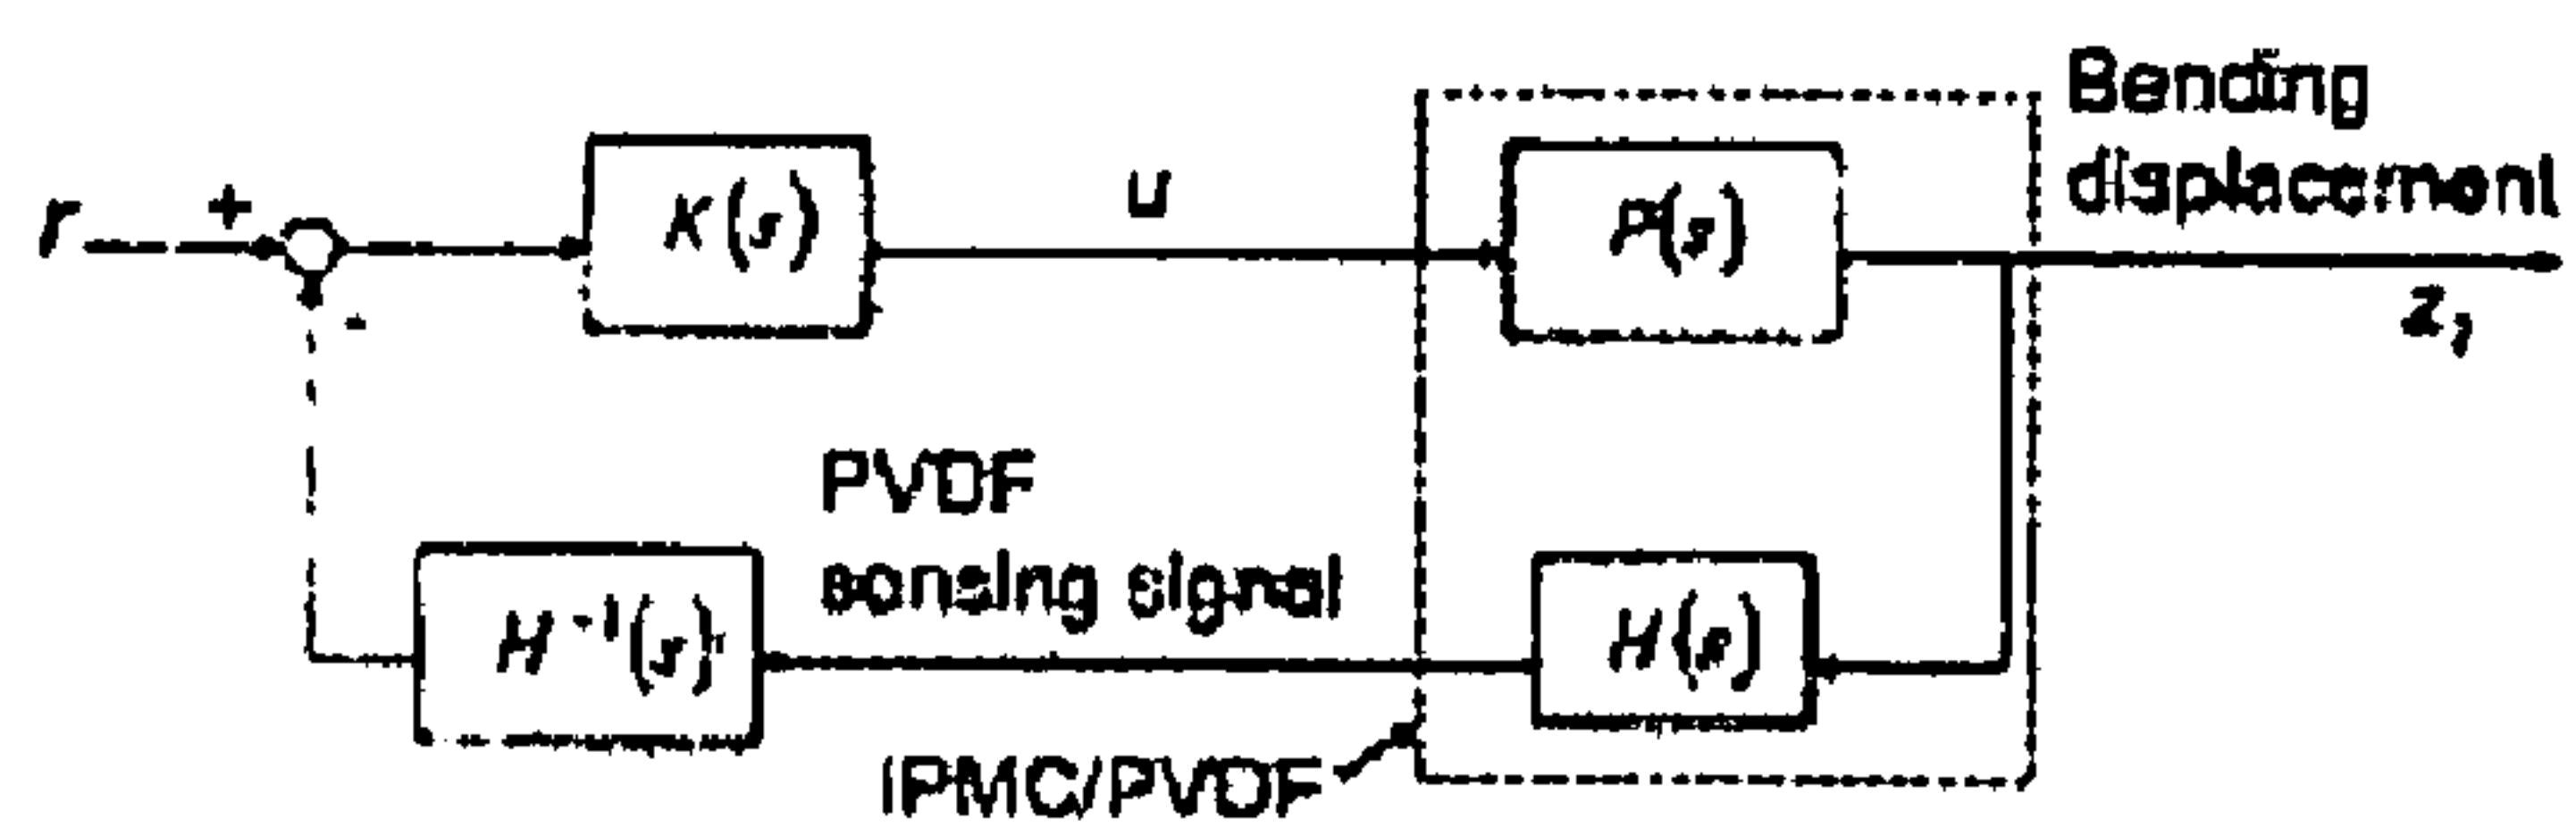 Bending
displacement
r
+
K(s)
u
P(s)
z₁
-
PVDF
sensing signal
H⁻¹(s)
H(s)
IPMC/PVDF